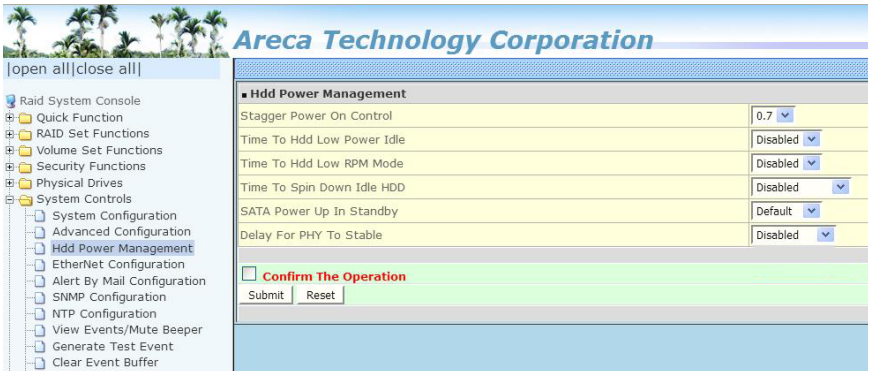 Areca Technology Corporation
|open all|close all|
Raid System Console
Quick Function
RAID Set Functions
Volume Set Functions
Security Functions
Physical Drives
System Controls
System Configuration
Advanced Configuration
Hdd Power Management
EtherNet Configuration
Alert By Mail Configuration
SNMP Configuration
NTP Configuration
View Events/Mute Beeper
Generate Test Event
Clear Event Buffer
Hdd Power Management
Stagger Power On Control 0.7
Time To Hdd Low Power Idle Disabled
Time To Hdd Low RPM Mode Disabled
Time To Spin Down Idle HDD Disabled
SATA Power Up In Standby Default
Delay For PHY To Stable Disabled
Confirm The Operation
Submit Reset